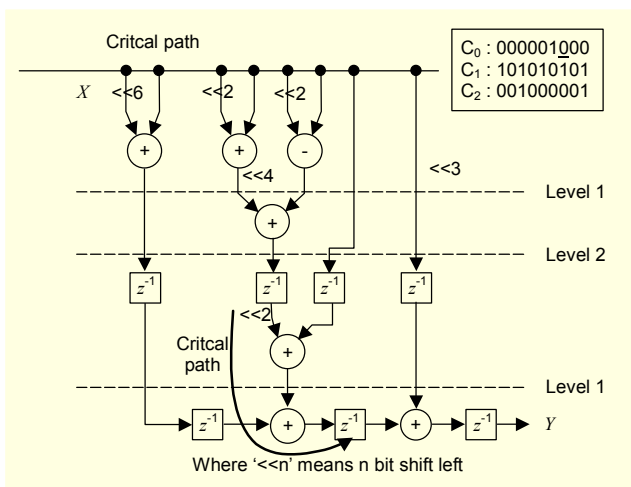 Critcal path
C0 : 000001000
C1 : 101010101
C2 : 001000001
X <<6 <<2 <<2
+ + -
<<4 <<3
Level 1
+
Level 2
z-1 z-1 z-1 z-1
<<2
Critcal
path
+
Level 1
z-1 + z-1 + z-1 Y
Where '<<n' means n bit shift left